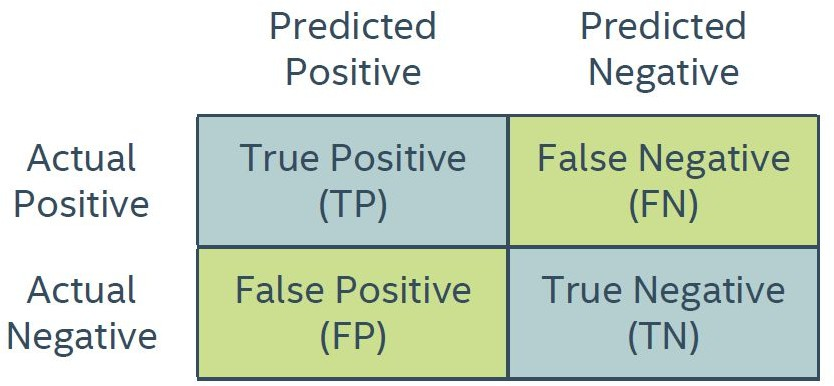 Predicted
Positive
Predicted
Negative
Actual
Positive
True Positive
(TP)
False Negative
(FN)
Actual
Negative
False Positive
(FP)
True Negative
(TN)